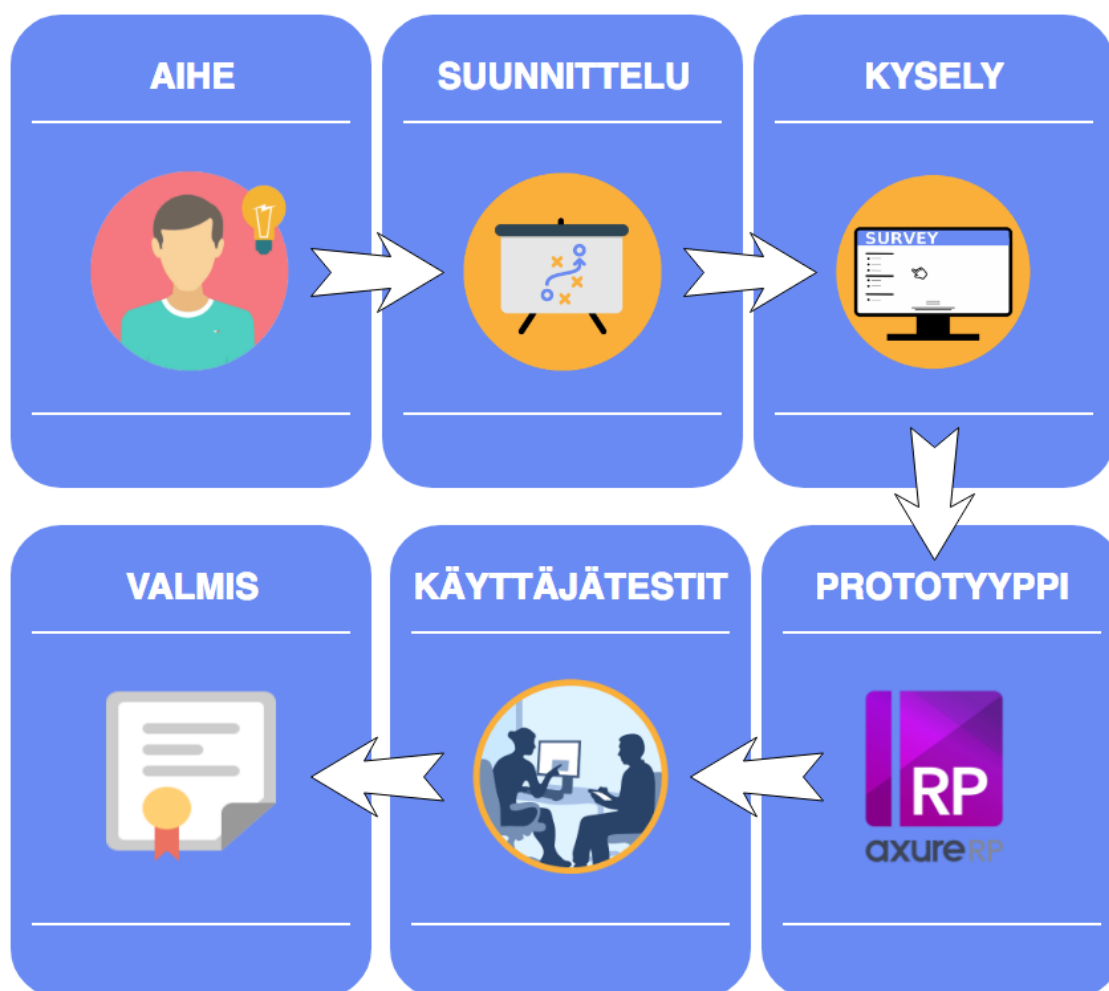 AIHE
SUUNNITTELU
KYSELY
SURVEY
VALMIS
KÄYTTÄJÄTESTIT
PROTOTYYPPI
RP
axure RP